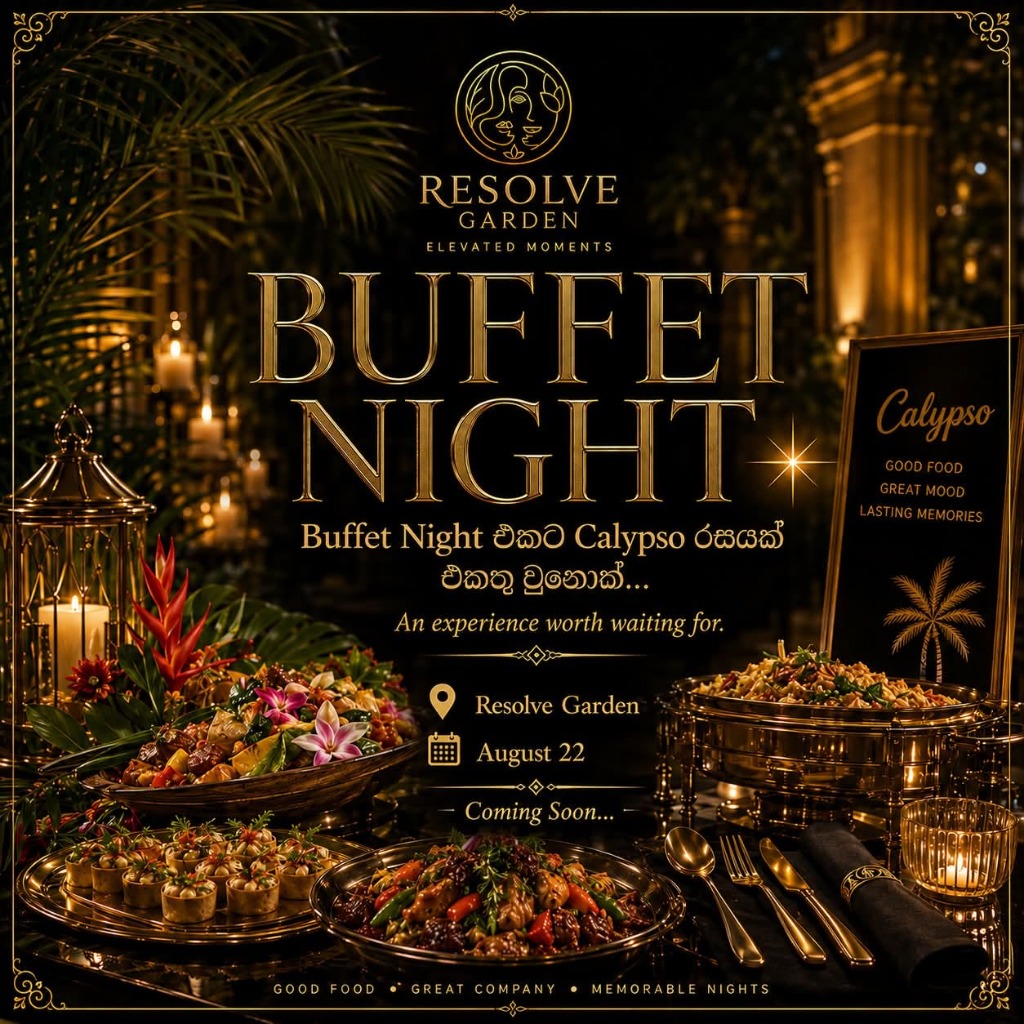 RESOLVE
GARDEN
ELEVATED MOMENTS
BUFFET
NIGHT
Buffet Night එකට Calypso රසයක්
එකතු වුනොත්...
An experience worth waiting for.
Resolve Garden
August 22
Coming Soon...
Calypso
GOOD FOOD
GREAT MOOD
LASTING MEMORIES
GOOD FOOD • GREAT COMPANY • MEMORABLE NIGHTS